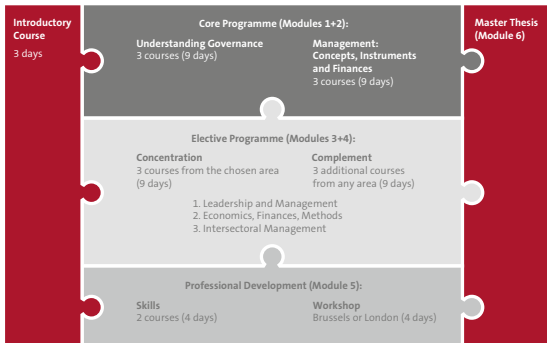 Introductory
Course
3 days
Core Programme (Modules 1+2):
Understanding Governance
3 courses (9 days)
Management:
Concepts, Instruments
and Finances
3 courses (9 days)
Master Thesis
(Module 6)
Elective Programme (Modules 3+4):
Concentration
3 courses from the chosen area
(9 days)
Complement
3 additional courses
from any area (9 days)
1. Leadership and Management
2. Economics, Finances, Methods
3. Intersectoral Management
Professional Development (Module 5):
Skills
2 courses (4 days)
Workshop
Brussels or London (4 days)